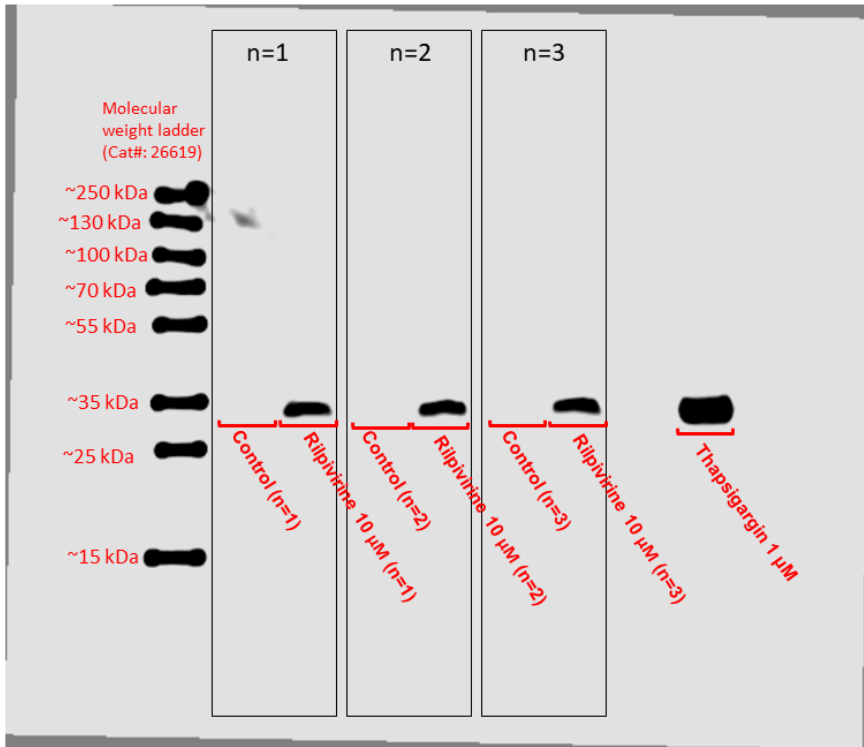 n=1
n=2
n=3
Molecular
weight ladder
(Cat#: 26619)
~250 kDa
~130 kDa
~100 kDa
~70 kDa
~55 kDa
~35 kDa
~25 kDa
~15 kDa
Control (n=1)
Rilpivirine 10 µM (n=1)
Control (n=2)
Rilpivirine 10 µM (n=2)
Control (n=3)
Rilpivirine 10 µM (n=3)
Thapsigargin 1 µM